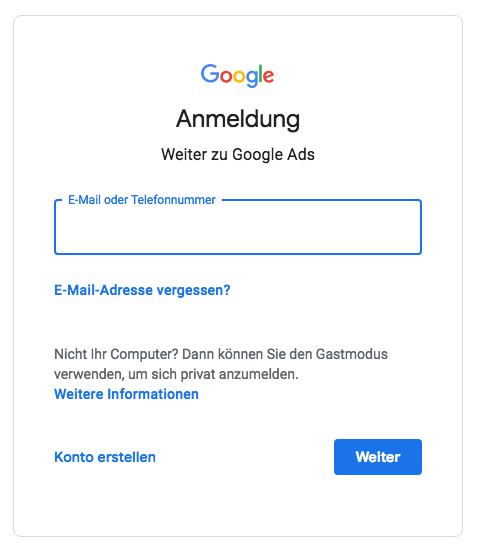 Google
Anmeldung
Weiter zu Google Ads
E-Mail oder Telefonnummer
E-Mail-Adresse vergessen?
Nicht Ihr Computer? Dann können Sie den Gastmodus
verwenden, um sich privat anzumelden.
Weitere Informationen
Konto erstellen
Weiter